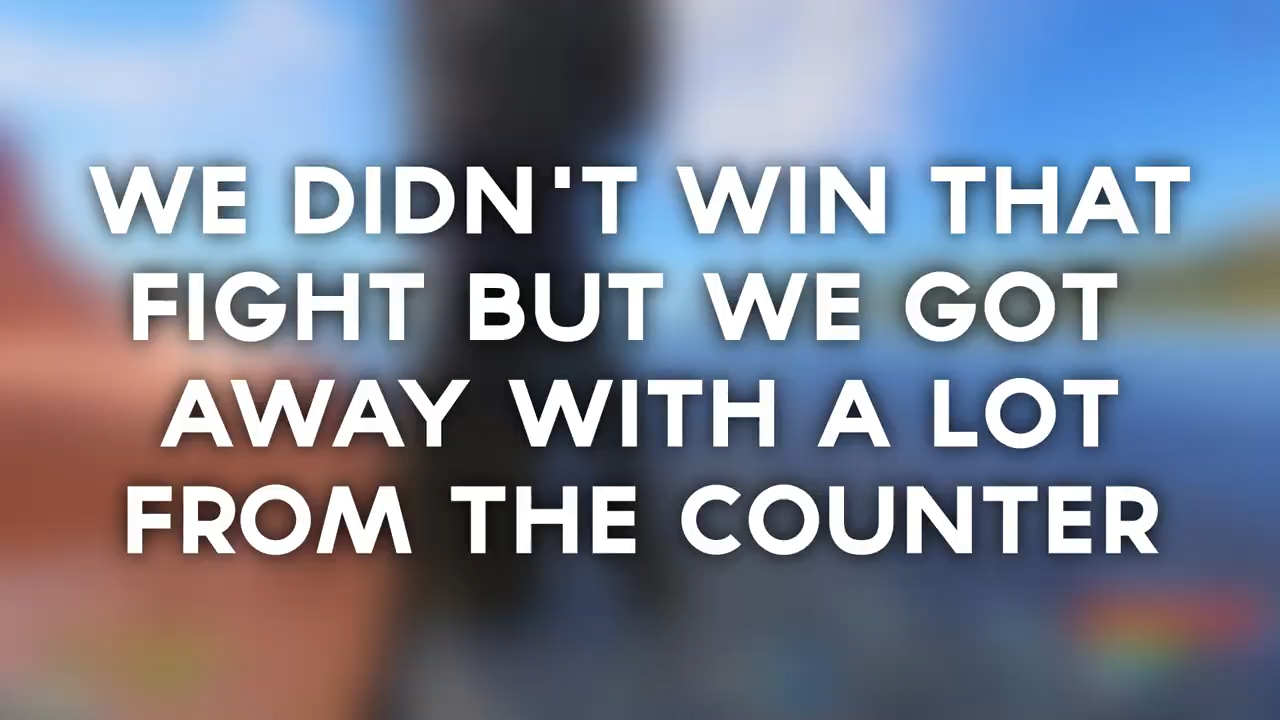 WE DIDN'T WIN THAT
FIGHT BUT WE GOT
AWAY WITH A LOT
FROM THE COUNTER